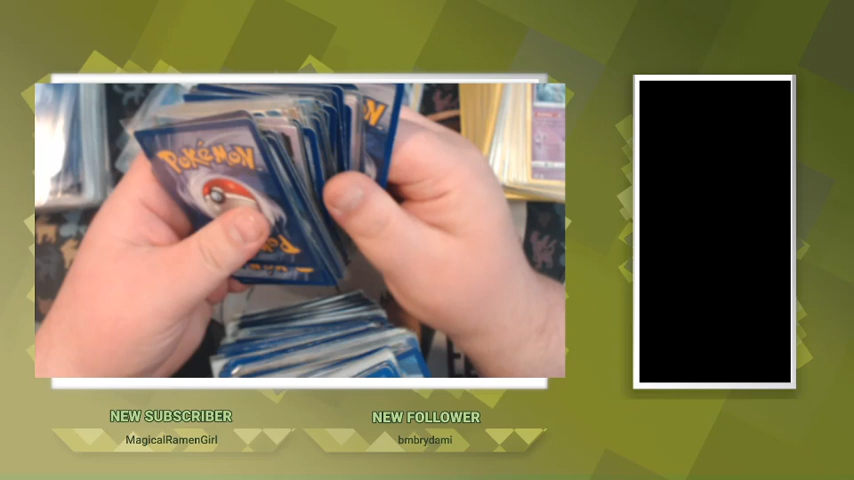 POKéMON
NEW SUBSCRIBER
NEW FOLLOWER
MagicalRamenGirl
bmbrydami